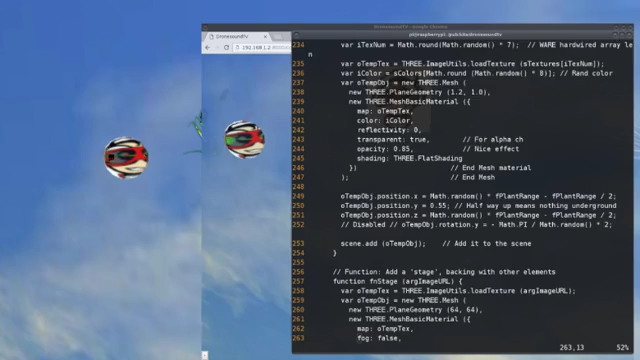 DronesoundTV
192.168.1.2
234 var iTexNum = Math.round(Math.random() * 7); // WARE hardwired array le
n
235 var oTempTex = THREE.ImageUtils.loadTexture (sTextures[iTexNum]);
236 var iColor = sColors[Math.round (Math.random() * 8)]; // Rand color
237 var oTempObj = new THREE.Mesh (
238 new THREE.PlaneGeometry (1.2, 1.0),
239 new THREE.MeshBasicMaterial ({
240 map: oTempTex,
241 color: iColor,
242 reflectivity: 0,
243 transparent: true, // For alpha ch
244 opacity: 0.85, // Nice effect
245 shading: THREE.FlatShading
246 }) // End Mesh material
247 ); // End Mesh
248
249 oTempObj.position.x = Math.random() * fPlantRange - fPlantRange / 2;
250 oTempObj.position.y = 0.55; // Half way up means nothing underground
251 oTempObj.position.z = Math.random() * fPlantRange - fPlantRange / 2;
252 // Disabled // oTempObj.rotation.y = - Math.PI / Math.random() * 2;
253 scene.add (oTempObj); // Add it to the scene
254 }
255
256 // Function: Add a 'stage', backing with other elements
257 function fnStage (argImageURL) {
258 var oTempTex = THREE.ImageUtils.loadTexture (argImageURL);
259 var oTempObj = new THREE.Mesh (
260 new THREE.PlaneGeometry (64, 64),
261 new THREE.MeshBasicMaterial ({
262 map: oTempTex,
263 fog: false,
263,13 52%